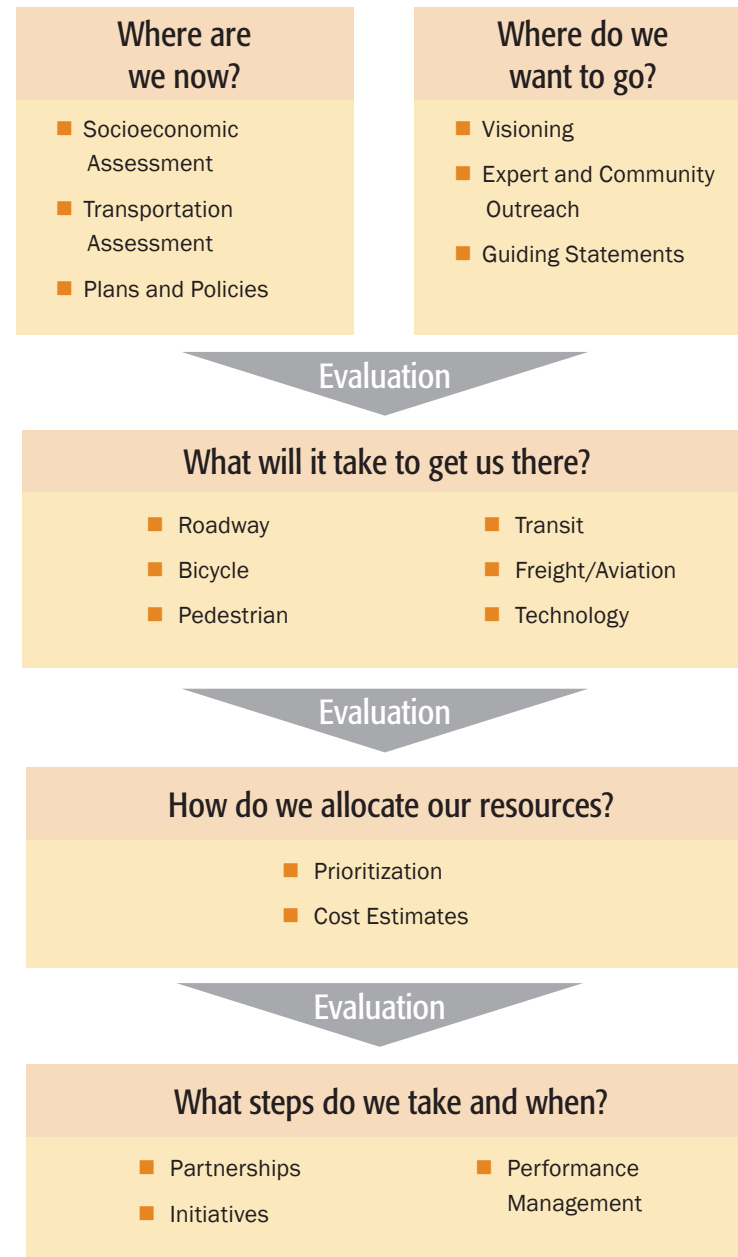 Where are
we now?
■ Socioeconomic
Assessment
■ Transportation
Assessment
■ Plans and Policies
Where do we
want to go?
■ Visioning
■ Expert and Community
Outreach
■ Guiding Statements
Evaluation
What will it take to get us there?
■ Roadway
■ Bicycle
■ Pedestrian
■ Transit
■ Freight/Aviation
■ Technology
Evaluation
How do we allocate our resources?
■ Prioritization
■ Cost Estimates
Evaluation
What steps do we take and when?
■ Partnerships
■ Initiatives
■ Performance
Management